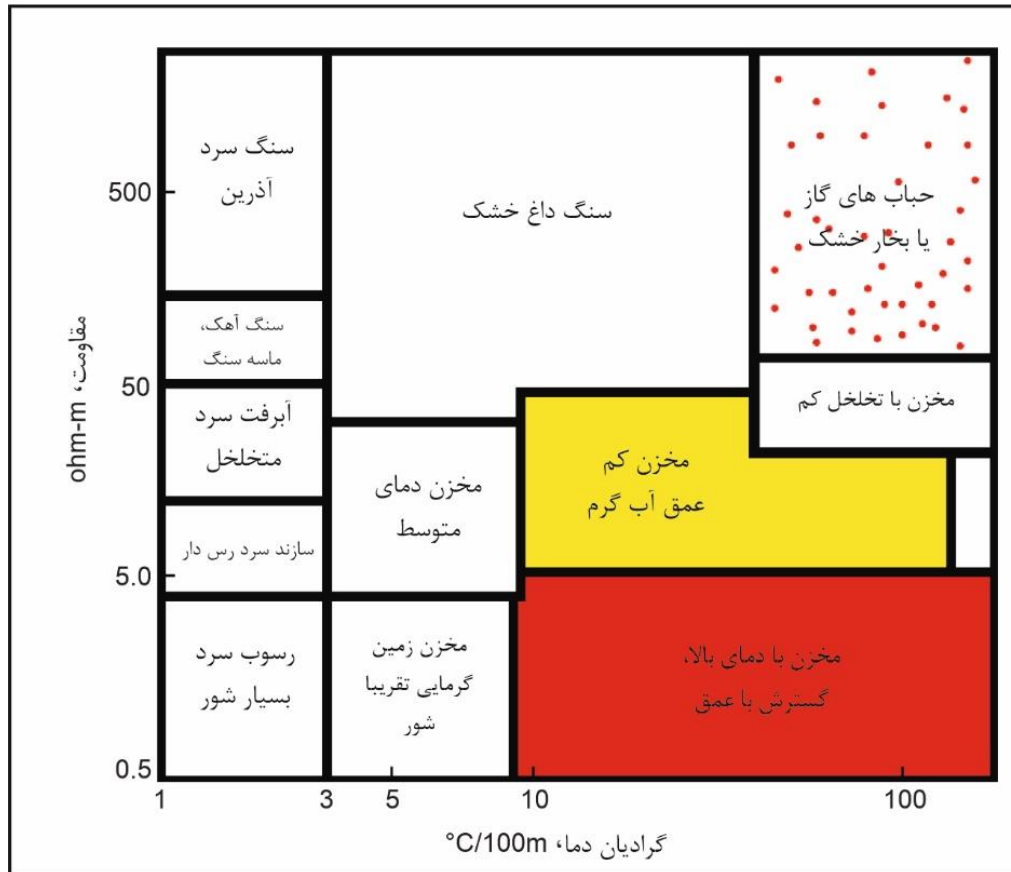 سنگ سرد
آذرین
سنگ داغ خشک
حباب های گاز
یا بخار خشک
سنگ آهک،
ماسه سنگ
آبرفت سرد
متخلخل
مخزن با تخلخل کم
مخزن دمای
متوسط
مخزن کم
عمق آب گرم
سازند سرد رس دار
رسوب سرد
بسیار شور
مخزن زمین
گرمایی تقریبا
شور
مخزن با دمای بالا،
گسترش با عمق
مقاومت، ohm-m
500
50
5.0
0.5
1
3
5
10
100
گرادیان دما، °C/100m